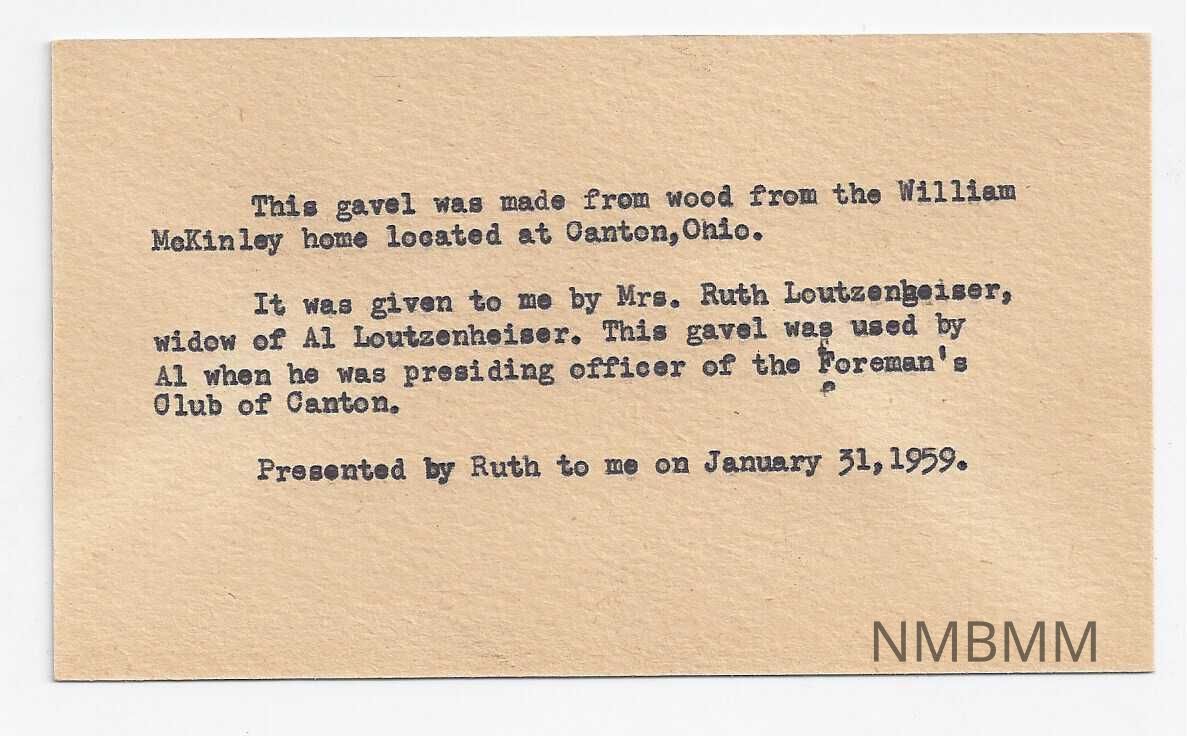 This gavel was made from wood from the William
McKinley home located at Canton,Ohio.
It was given to me by Mrs. Ruth Loutzenheiser,
widow of Al Loutzenheiser. This gavel was used by
Al when he was presiding officer of the Foreman's
Club of Canton.
Presented by Ruth to me on January 31,1959.
NMBMM